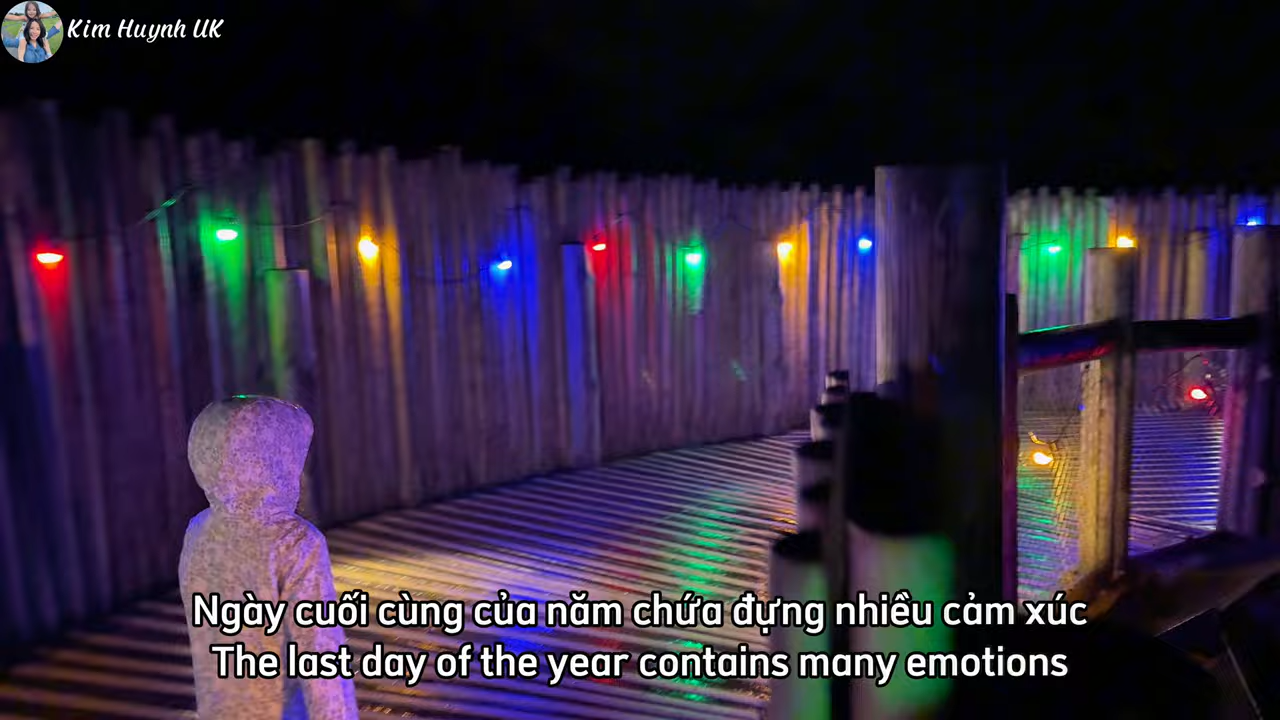 Kim Huynh UK
Ngày cuối cùng của năm chứa đựng nhiều cảm xúc
The last day of the year contains many emotions